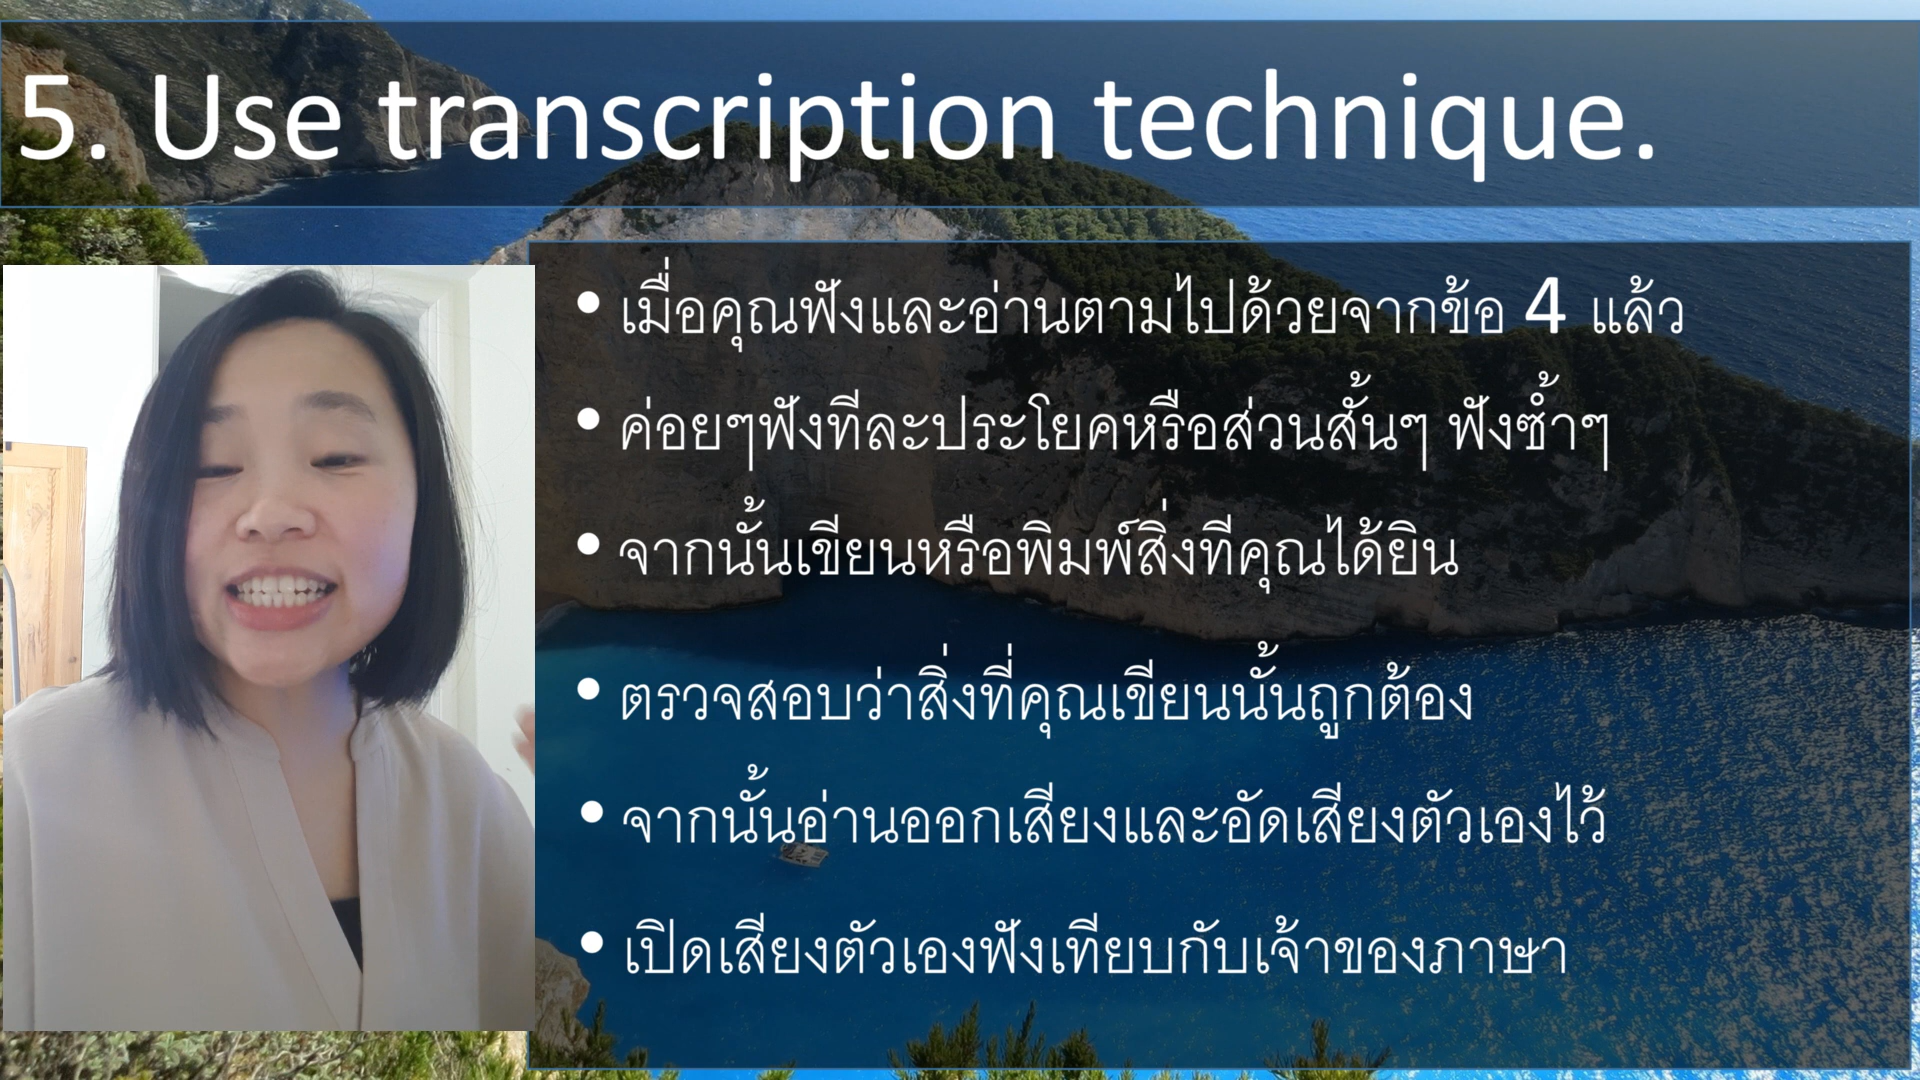 5. Use transcription technique.
• เมื่อคุณฟังและอ่านตามไปด้วยจากข้อ 4 แล้ว
• ค่อยๆฟังทีละประโยคหรือส่วนสั้นๆ ฟังซ้ำๆ
• จากนั้นเขียนหรือพิมพ์สิ่งที่คุณได้ยิน
• ตรวจสอบว่าสิ่งที่คุณเขียนนั้นถูกต้อง
• จากนั้นอ่านออกเสียงและอัดเสียงตัวเองไว้
• เปิดเสียงตัวเองฟังเทียบกับเจ้าของภาษา